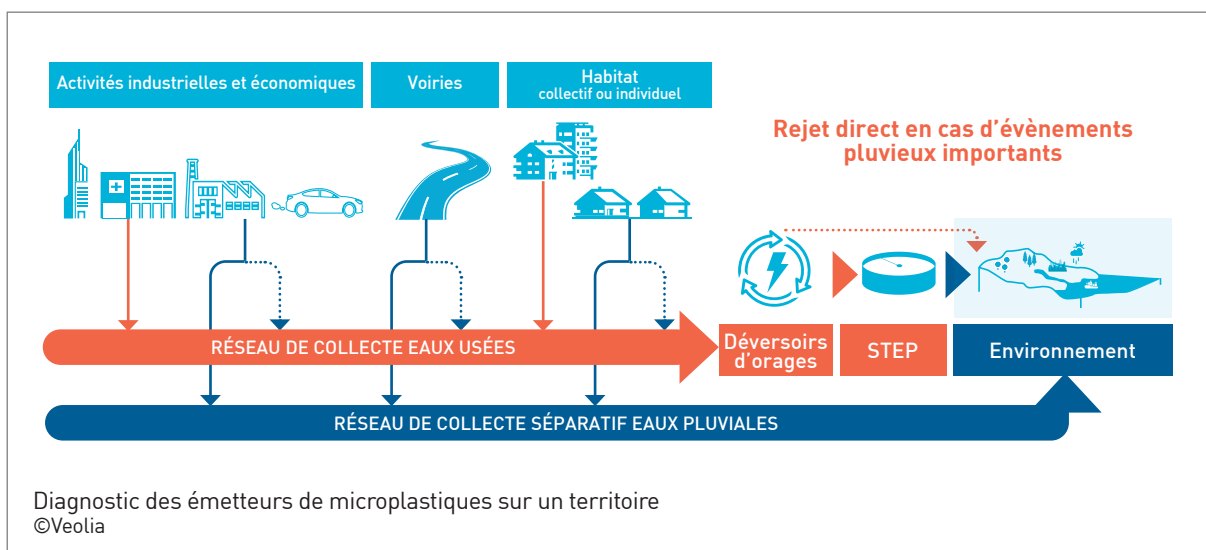 Activités industrielles et économiques
Voiries
Habitat
collectif ou individuel
Rejet direct en cas d'évènements
pluvieux importants
RÉSEAU DE COLLECTE EAUX USÉES
Déversoirs
d'orages
STEP
Environnement
RÉSEAU DE COLLECTE SÉPARATIF EAUX PLUVIALES
Diagnostic des émetteurs de microplastiques sur un territoire
©Veolia